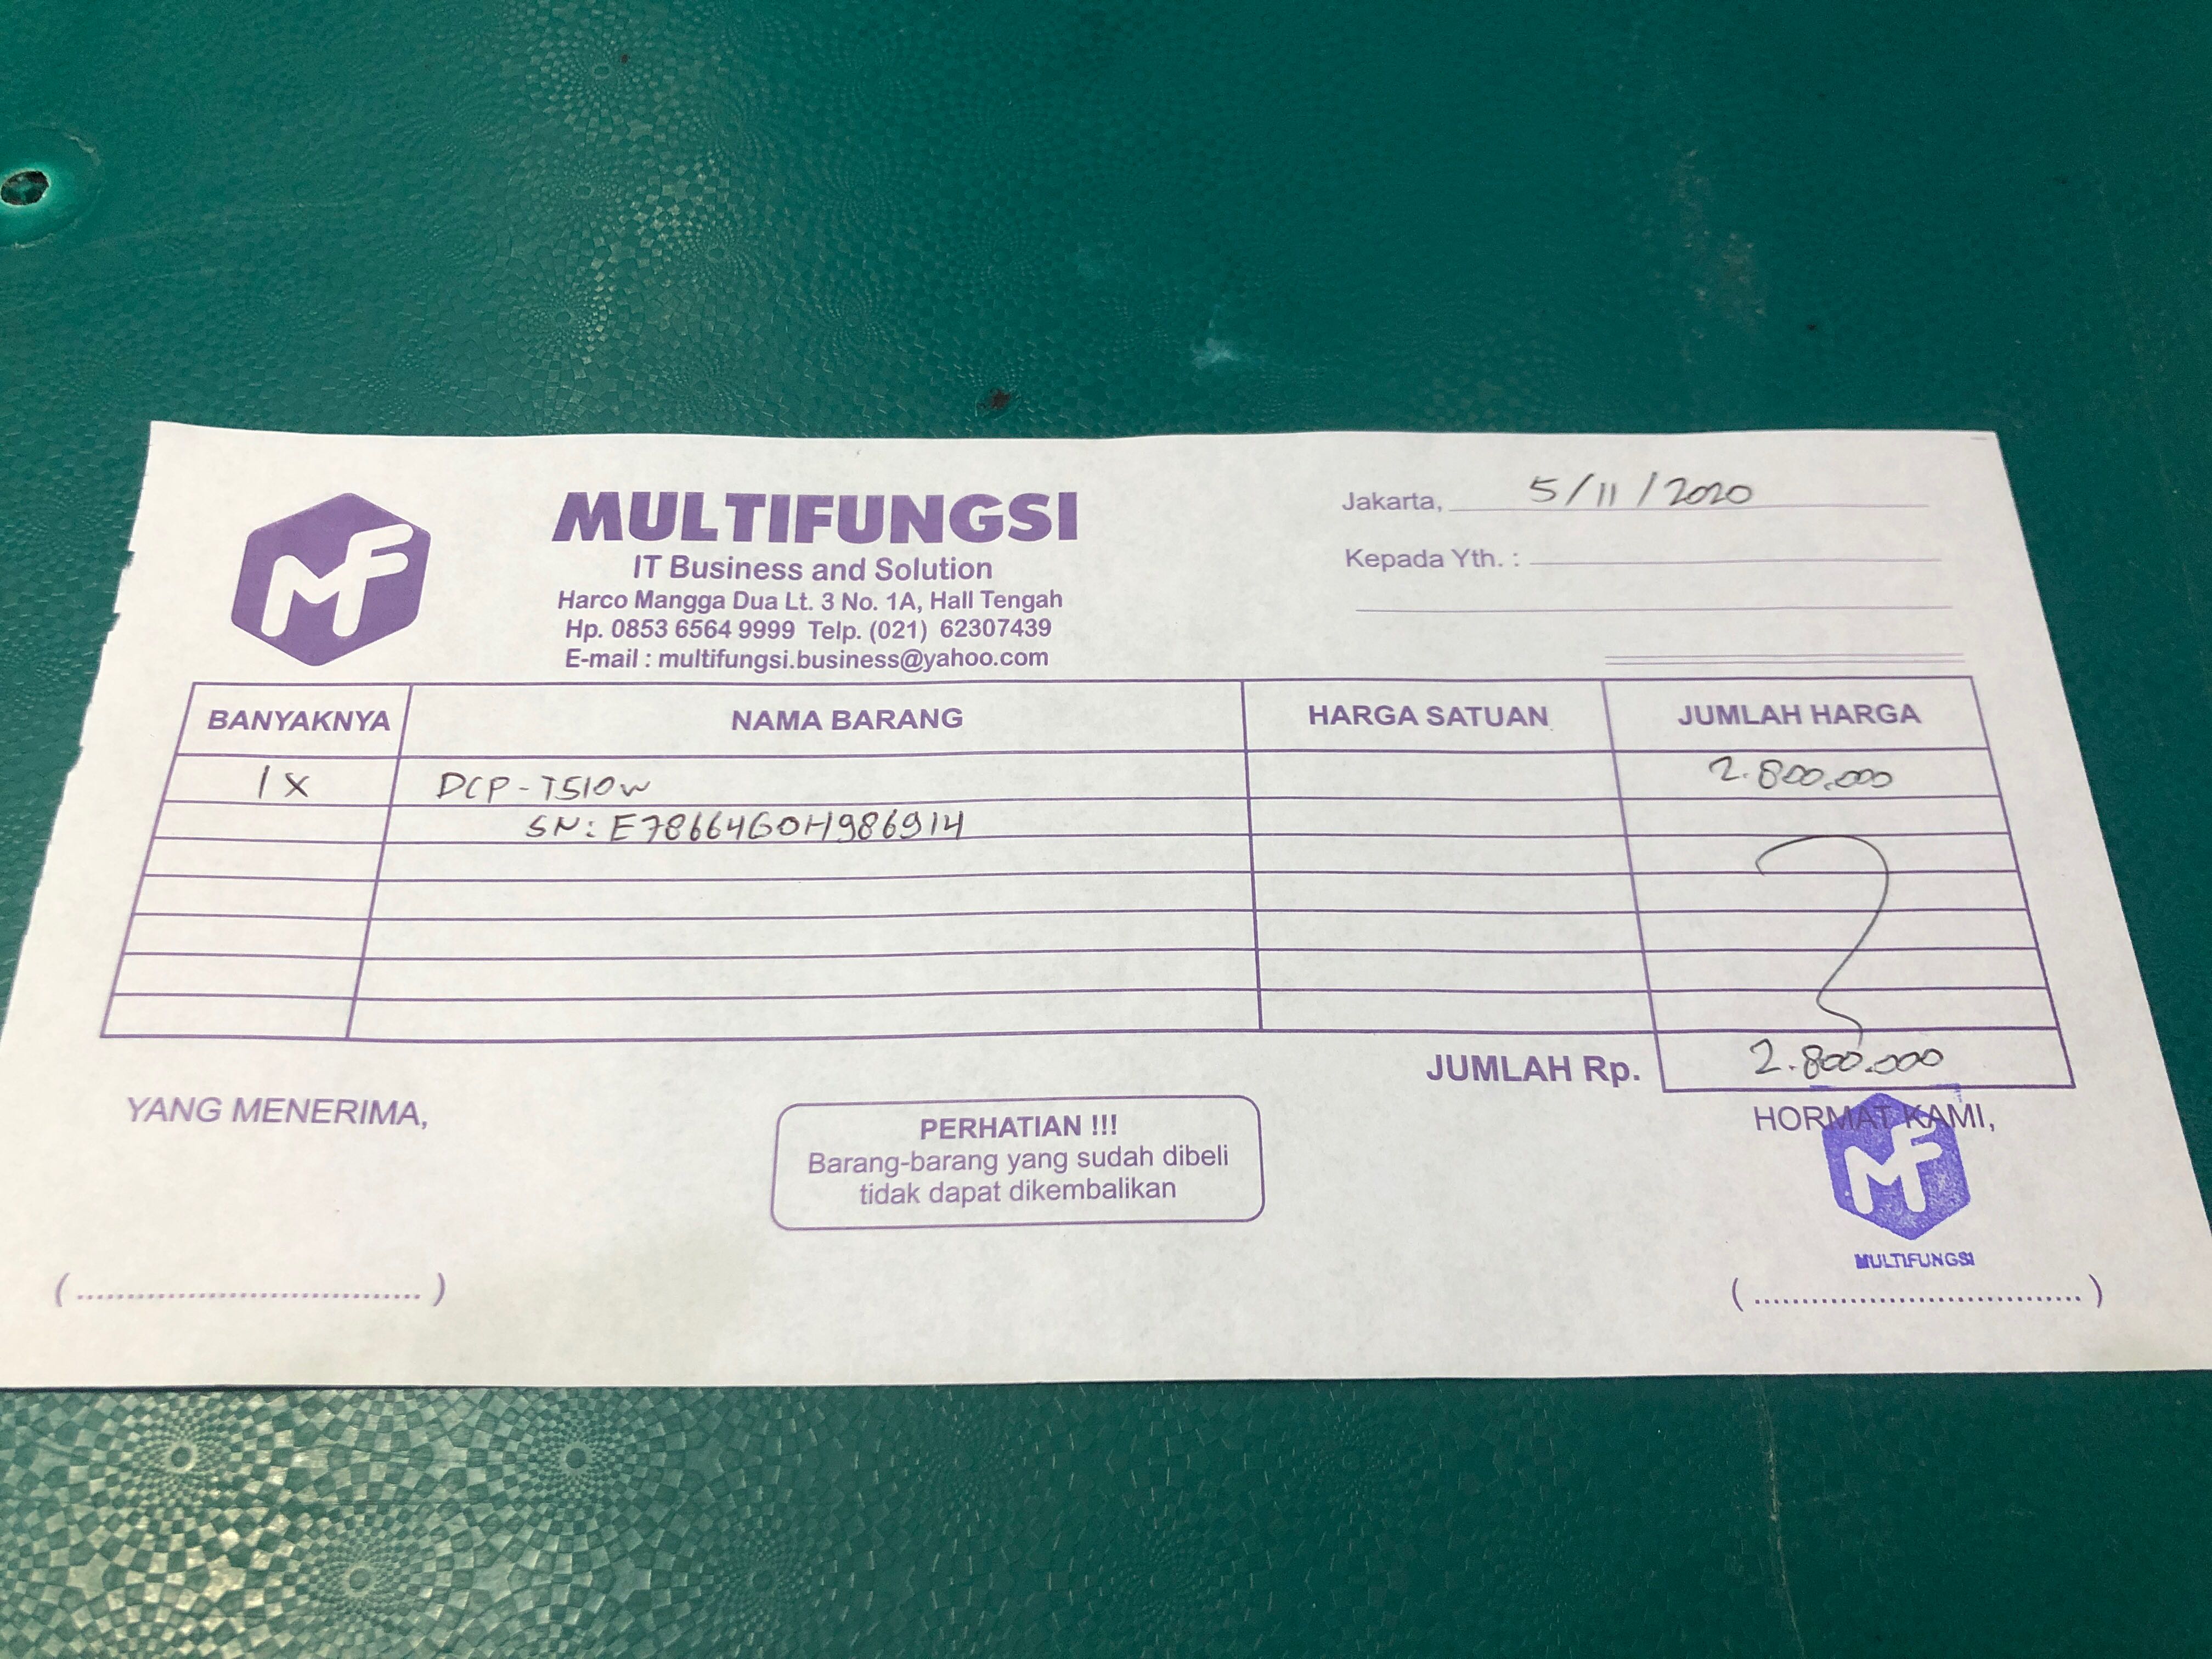 MF
MULTIFUNGSI
IT Business and Solution
Harco Mangga Dua Lt. 3 No. 1A, Hall Tengah
Hp. 0853 6564 9999 Telp. (021) 62307439
E-mail : multifungsi.business@yahoo.com
Jakarta, 5/11/2020
Kepada Yth. :
BANYAKNYA NAMA BARANG HARGA SATUAN JUMLAH HARGA
1 X DCP-T510W 2.800.000
SN: E78664G0H986914
JUMLAH Rp. 2.800.000
YANG MENERIMA,
PERHATIAN !!!
Barang-barang yang sudah dibeli
tidak dapat dikembalikan
HORMAT KAMI,
MF
MULTIFUNGSI
(....................................)
(....................................)